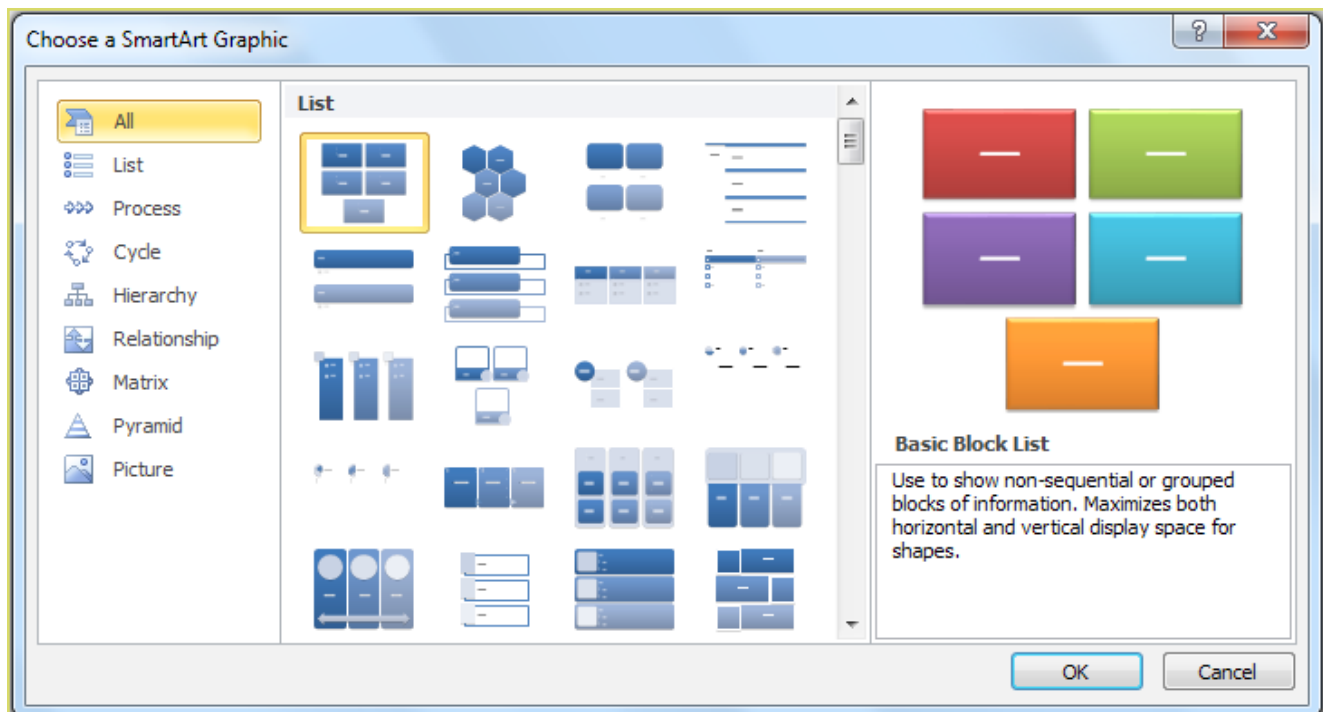 Choose a SmartArt Graphic
?
All
List
Process
Cycle
Hierarchy
Relationship
Matrix
Pyramid
Picture
List
Basic Block List
Use to show non-sequential or grouped
blocks of information. Maximizes both
horizontal and vertical display space for
shapes.
OK
Cancel